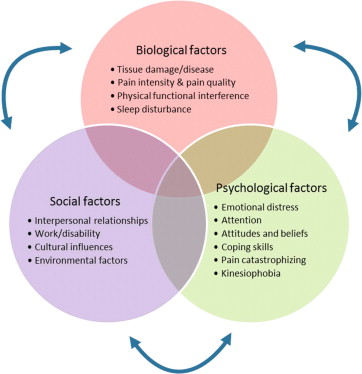 Biological factors
• Tissue damage/disease
• Pain intensity & pain quality
• Physical functional interference
• Sleep disturbance
Social factors
• Interpersonal relationships
• Work/disability
• Cultural influences
• Environmental factors
Psychological factors
• Emotional distress
• Attention
• Attitudes and beliefs
• Coping skills
• Pain catastrophizing
• Kinesiophobia